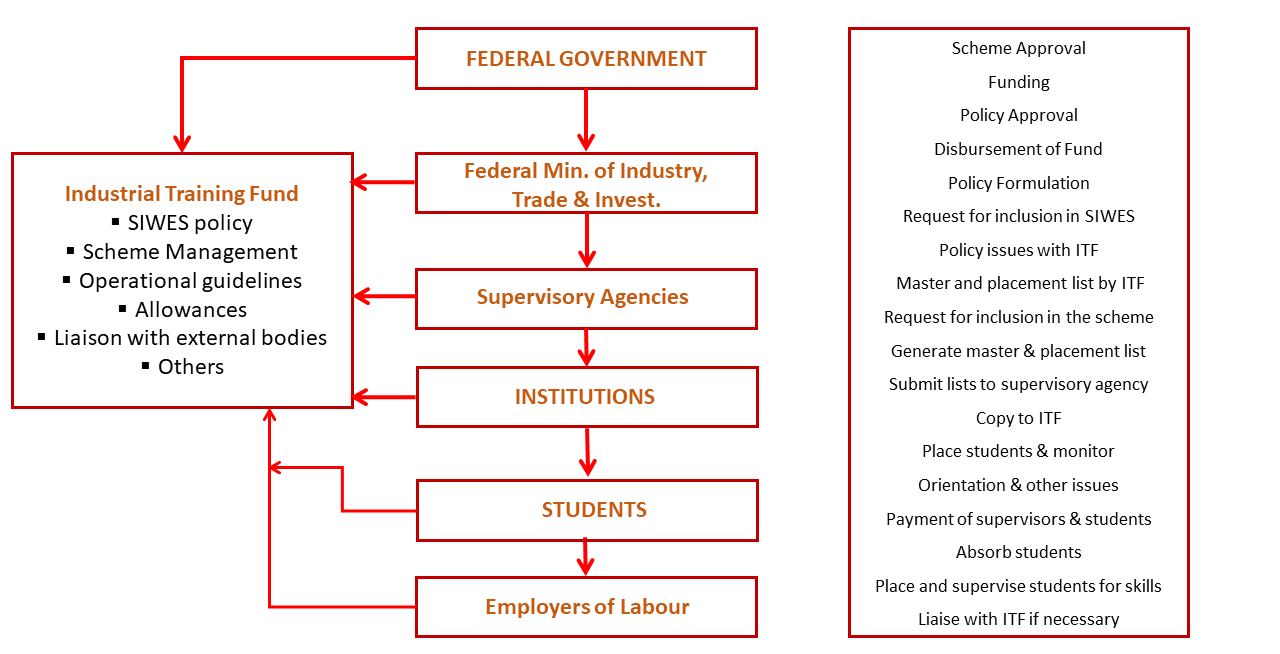 FEDERAL GOVERNMENT
Federal Min. of Industry,
Trade & Invest.
Supervisory Agencies
INSTITUTIONS
STUDENTS
Employers of Labour
Industrial Training Fund
▪ SIWES policy
▪ Scheme Management
▪ Operational guidelines
▪ Allowances
▪ Liaison with external bodies
▪ Others
Scheme Approval
Funding
Policy Approval
Disbursement of Fund
Policy Formulation
Request for inclusion in SIWES
Policy issues with ITF
Master and placement list by ITF
Request for inclusion in the scheme
Generate master & placement list
Submit lists to supervisory agency
Copy to ITF
Place students & monitor
Orientation & other issues
Payment of supervisors & students
Absorb students
Place and supervise students for skills
Liaise with ITF if necessary